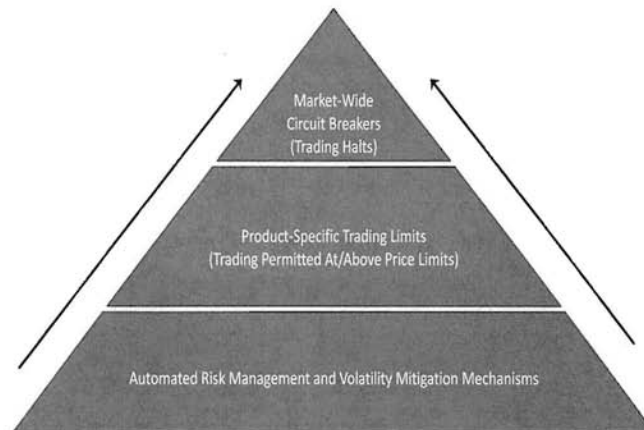 Market-Wide
Circuit Breakers
(Trading Halts)
Product-Specific Trading Limits
(Trading Permitted At/Above Price Limits)
Automated Risk Management and Volatility Mitigation Mechanisms